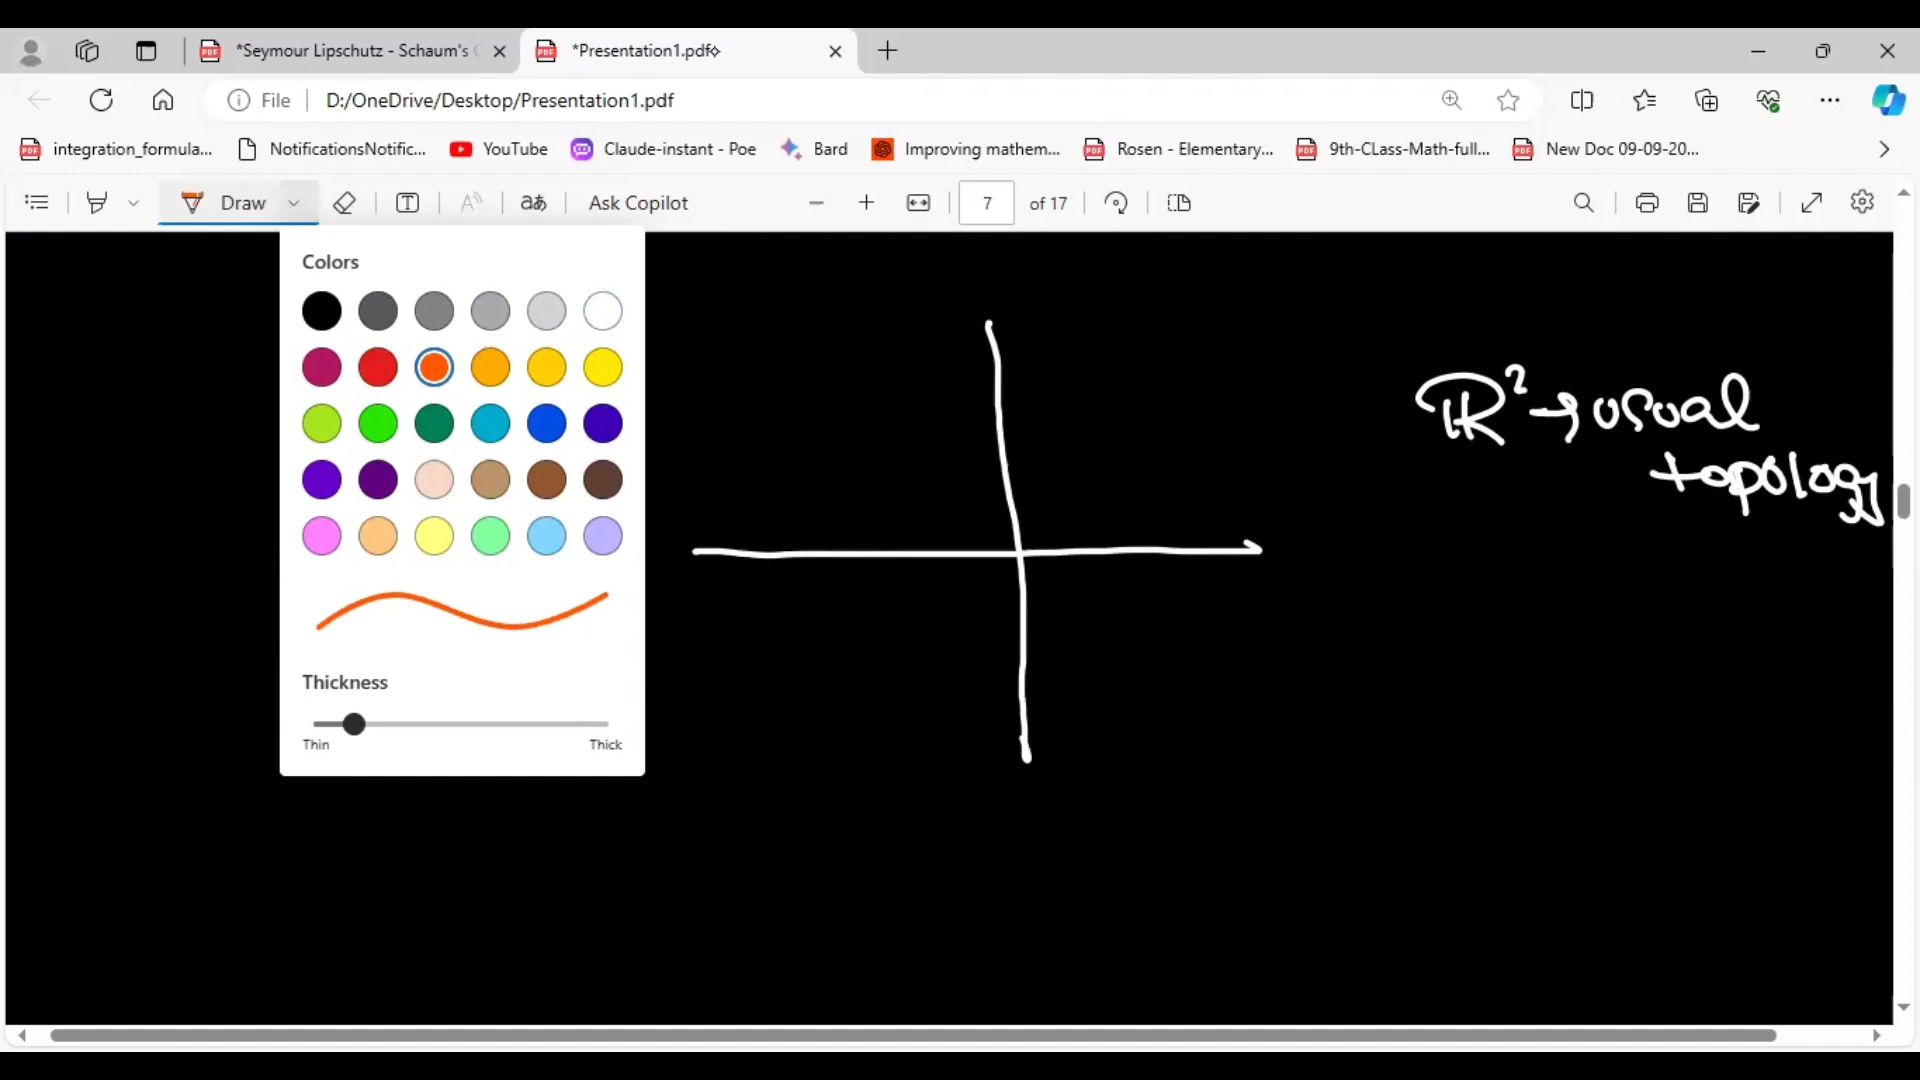 *Seymour Lipschutz - Schaum's
*Presentation1.pdf
File
D:/OneDrive/Desktop/Presentation1.pdf
integration_formula...
NotificationsNotific...
YouTube
Claude-instant - Poe
Bard
Improving mathem...
Rosen - Elementary...
9th-CLass-Math-full...
New Doc 09-09-20...
Draw
T
A
aあ
Ask Copilot
7
of 17
Colors
Thickness
Thin
Thick
ℝ² → usual
topology